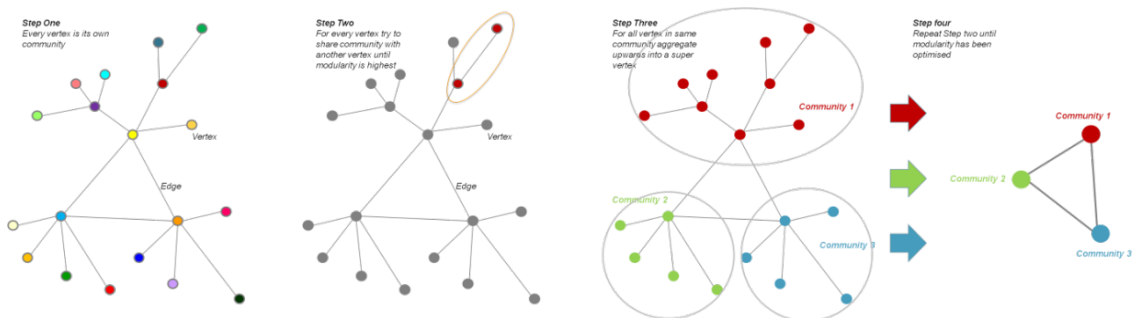 Step One
Every vertex is its own
community
Vertex
Edge
Step Two
For every vertex try to
share community with
another vertex until
modularity is highest
Vertex
Edge
Step Three
For all vertex in same
community aggregate
upwards into a super
vertex
Community 1
Community 2
Community 3
Step four
Repeat Step two until
modularity has been
optimised
Community 1
Community 2
Community 3